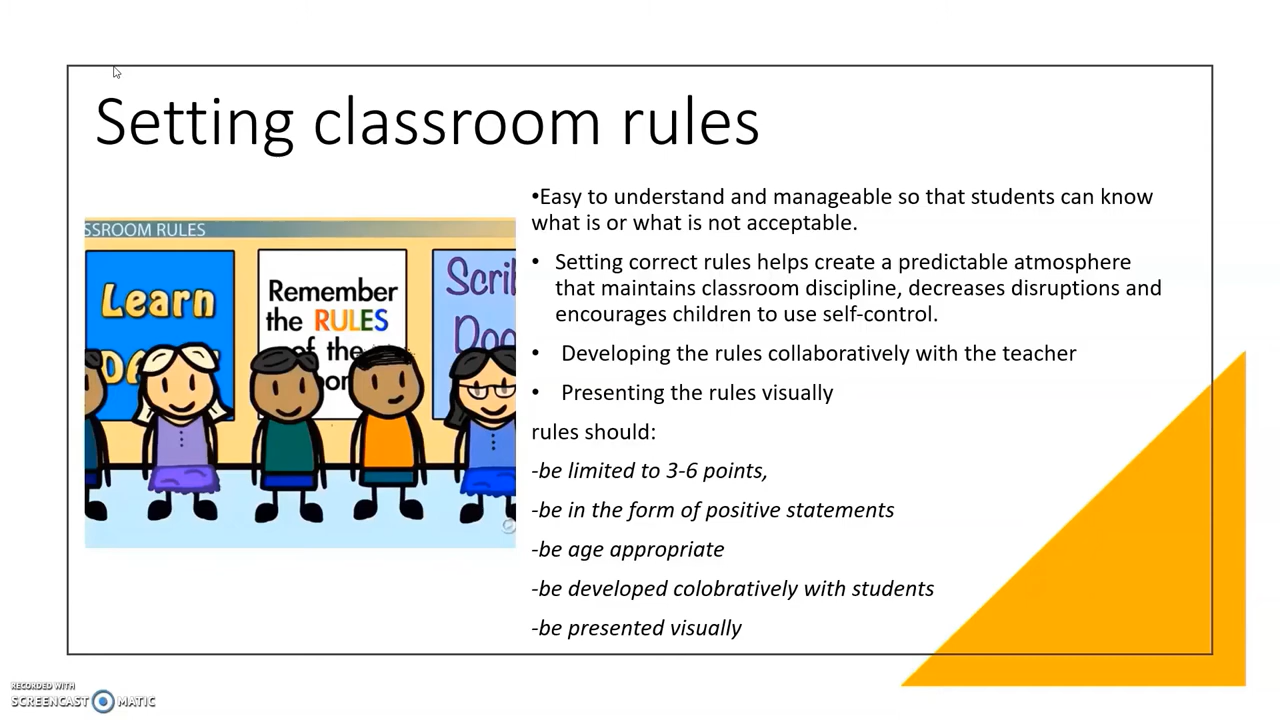 Setting classroom rules
SSROOM RULES
Learn
Remember
the RULES
of the
•Easy to understand and manageable so that students can know
what is or what is not acceptable.
• Setting correct rules helps create a predictable atmosphere
that maintains classroom discipline, decreases disruptions and
encourages children to use self-control.
• Developing the rules collaboratively with the teacher
• Presenting the rules visually
rules should:
-be limited to 3-6 points,
-be in the form of positive statements
-be age appropriate
-be developed colobratively with students
-be presented visually
RECORDED WITH
SCREENCAST MATIC